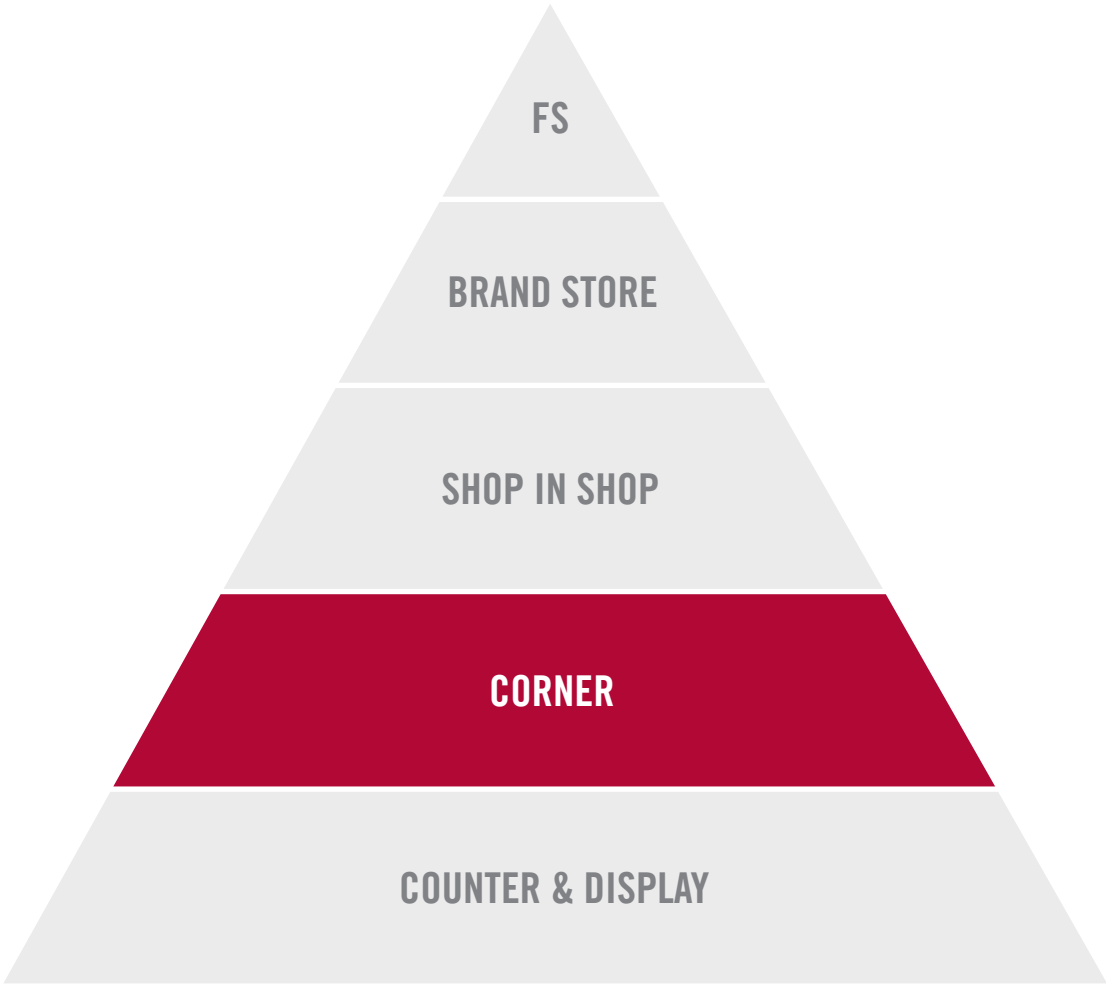 FS
BRAND STORE
SHOP IN SHOP
CORNER
COUNTER & DISPLAY